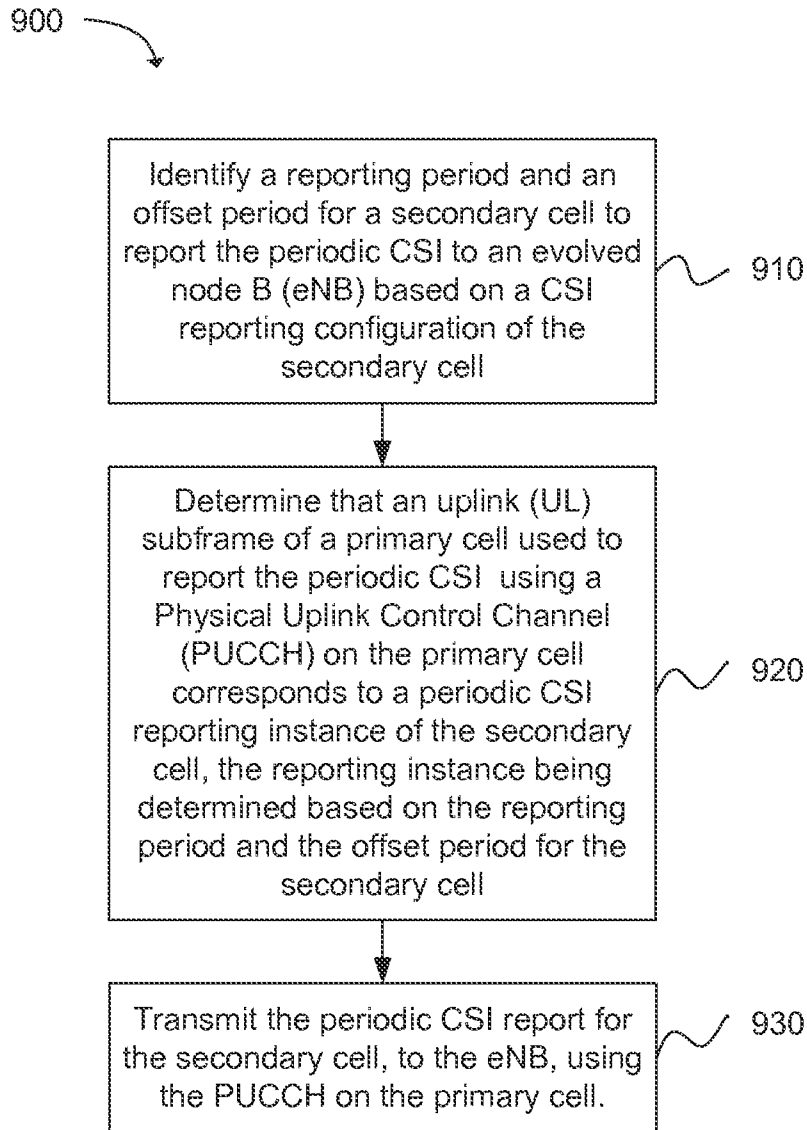 900
Identify a reporting period and an
offset period for a secondary cell to
report the periodic CSI to an evolved
node B (eNB) based on a CSI
reporting configuration of the
secondary cell
910
Determine that an uplink (UL)
subframe of a primary cell used to
report the periodic CSI using a
Physical Uplink Control Channel
(PUCCH) on the primary cell
corresponds to a periodic CSI
reporting instance of the secondary
cell, the reporting instance being
determined based on the reporting
period and the offset period for the
secondary cell
920
Transmit the periodic CSI report for
the secondary cell, to the eNB, using
the PUCCH on the primary cell.
930